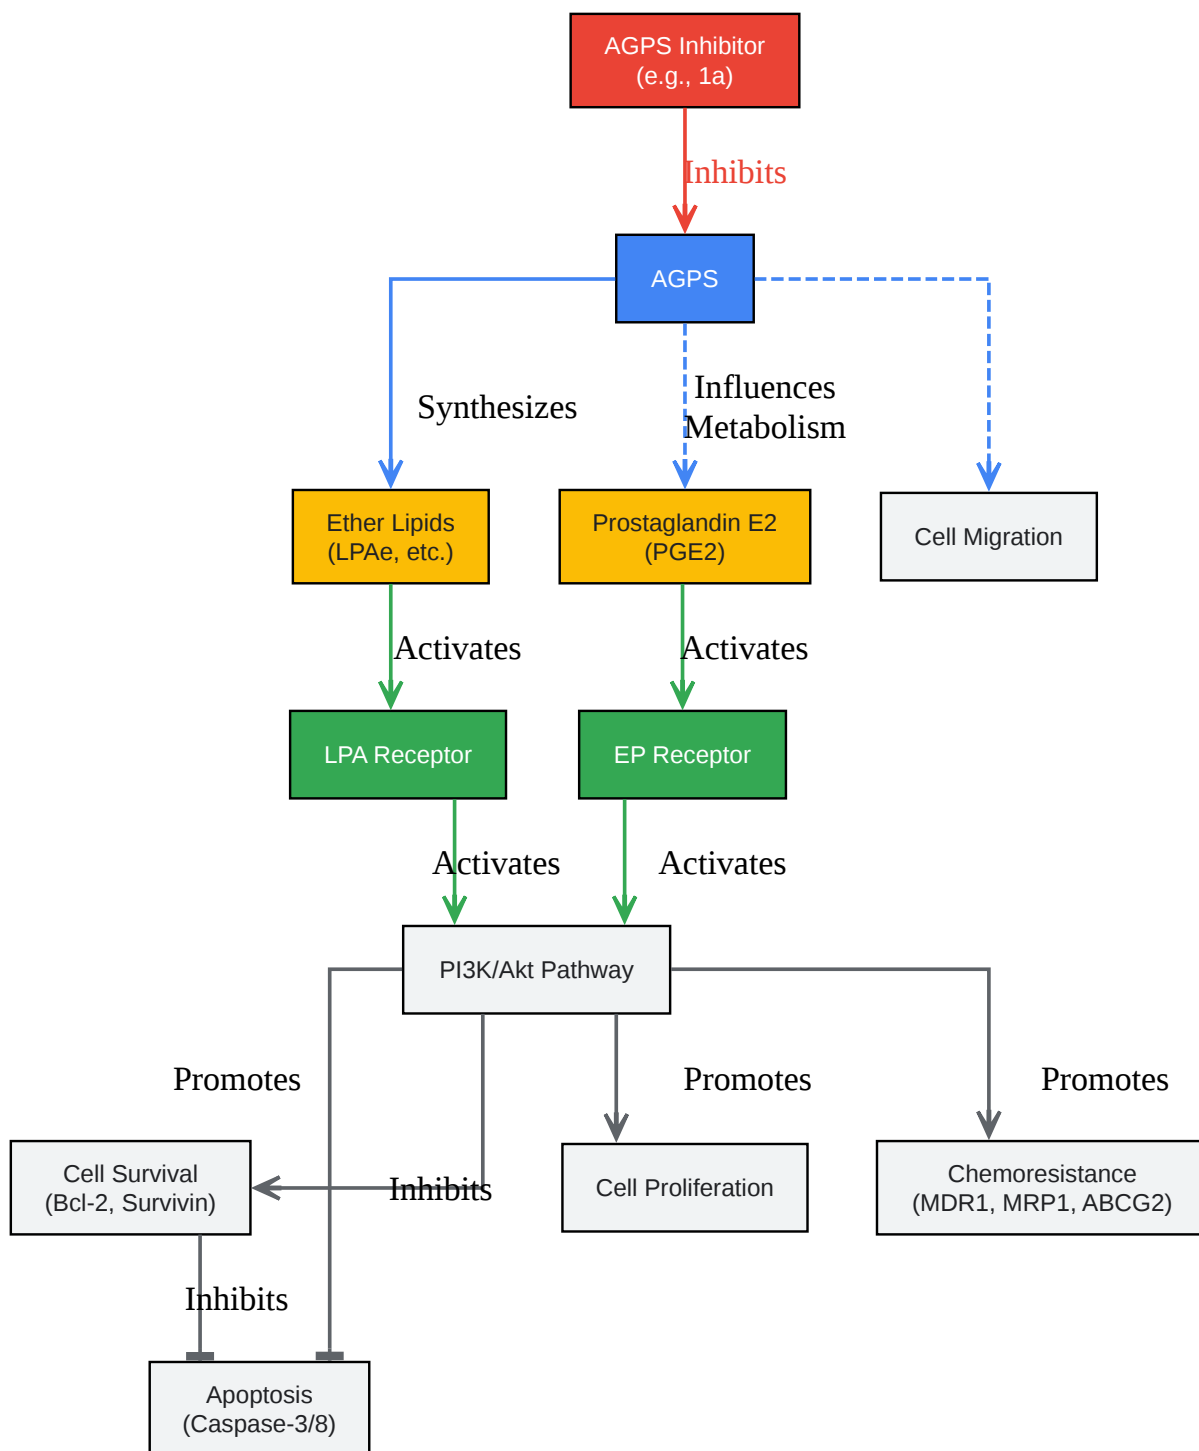 AGPS Inhibitor
(e.g., 1a)
Inhibits
AGPS
Synthesizes
Influences
Metabolism
Ether Lipids
(LPAe, etc.)
Prostaglandin E2
(PGE2)
Cell Migration
Activates
Activates
LPA Receptor
EP Receptor
Activates
Activates
PI3K/Akt Pathway
Promotes
Promotes
Promotes
Cell Survival
(Bcl-2, Survivin)
Inhibits
Cell Proliferation
Chemoresistance
(MDR1, MRP1, ABCG2)
Inhibits
Apoptosis
(Caspase-3/8)